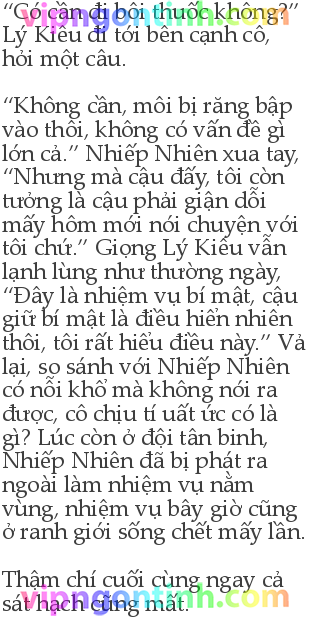 “Có cần đi bôi thuốc không?”
Lý Kiều đi tới bên cạnh cô,
hỏi một câu.
“Không cần, môi bị răng bập
vào thôi, không có vấn đề gì
lớn cả.” Nhiếp Nhiên xua tay,
“Nhưng mà cậu đấy, tôi còn
tưởng là cậu phải giận dỗi
mấy hôm mới nói chuyện với
tôi chứ.” Giọng Lý Kiều vẫn
lạnh lùng như thường ngày,
“Đây là nhiệm vụ bí mật, cậu
giữ bí mật là điều hiển nhiên
thôi, tôi rất hiểu điều này.” Vả
lại, so sánh với Nhiếp Nhiên
có nỗi khổ mà không nói ra
được, cô chịu tí uất ức có là
gì? Lúc còn ở đội tân binh,
Nhiếp Nhiên đã bị phát ra
ngoài làm nhiệm vụ nằm
vùng, nhiệm vụ bây giờ cũng
ở ranh giới sống chết mấy lần.
Thậm chí cuối cùng ngay cả
sát hạch cũng mất.
vipngontinh.com
vipngontinh.com